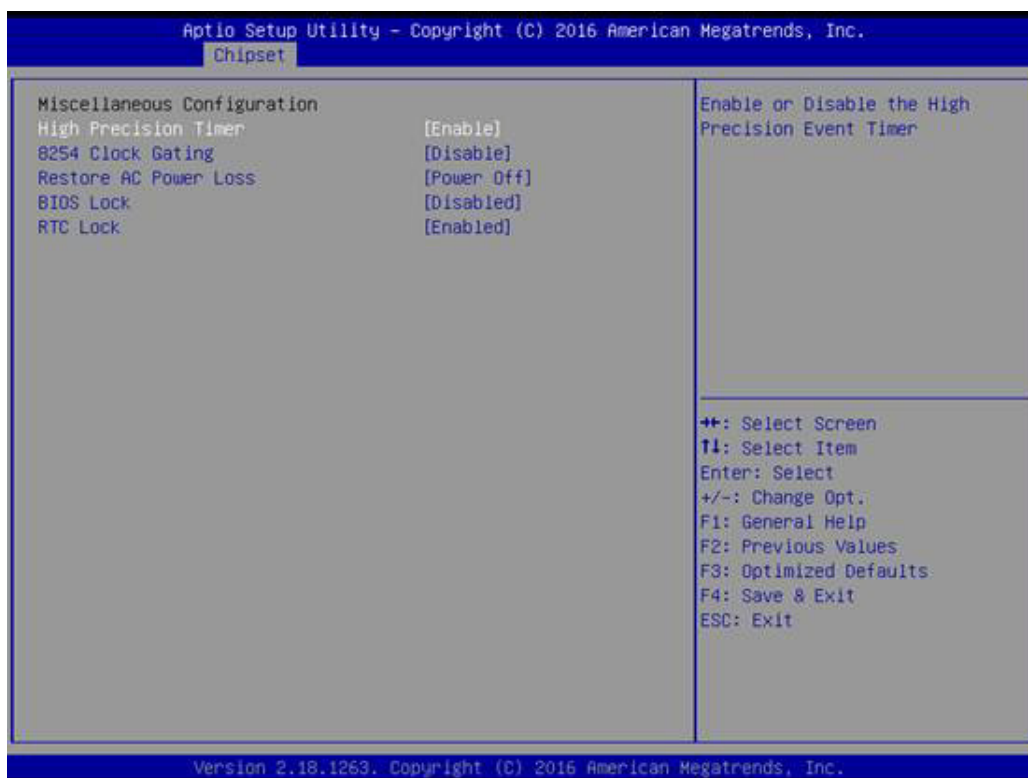 Aptio Setup Utility – Copyright (C) 2016 American Megatrends, Inc.
Chipset
Miscellaneous Configuration
High Precision Timer [Enable]
8254 Clock Gating [Disable]
Restore AC Power Loss [Power Off]
BIOS Lock [Disabled]
RTC Lock [Enabled]
Enable or Disable the High
Precision Event Timer
→←: Select Screen
↑↓: Select Item
Enter: Select
+/-: Change Opt.
F1: General Help
F2: Previous Values
F3: Optimized Defaults
F4: Save & Exit
ESC: Exit
Version 2.18.1263. Copyright (C) 2016 American Megatrends, Inc.